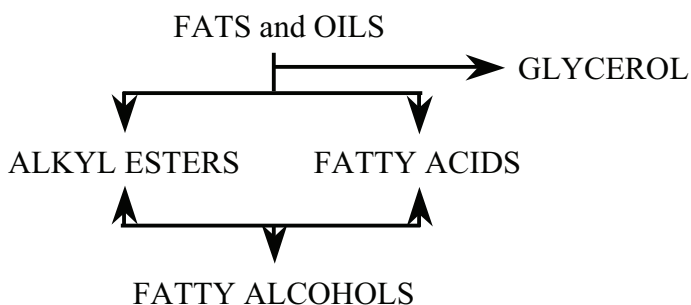 FATS and OILS
GLYCEROL
ALKYL ESTERS
FATTY ACIDS
FATTY ALCOHOLS